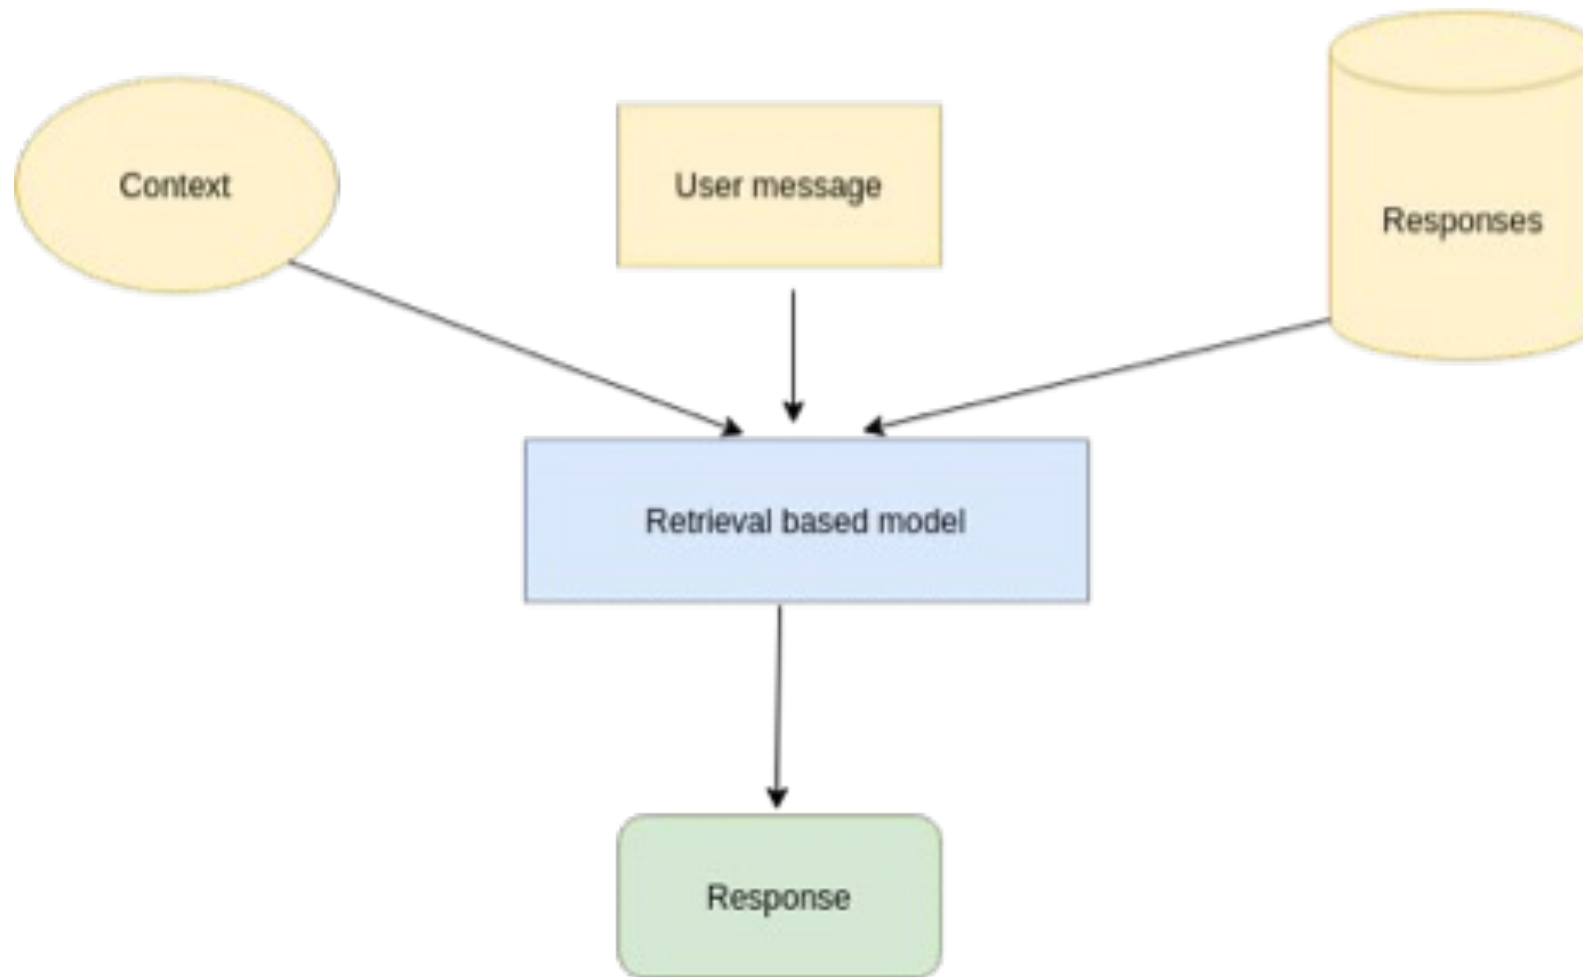 Context
User message
Responses
Retrieval based model
Response